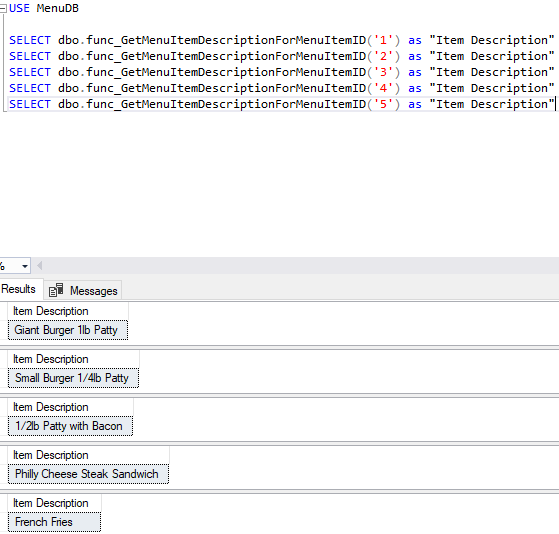 USE MenuDB
SELECT dbo.func_GetMenuItemDescriptionForMenuItemID('1') as "Item Description"
SELECT dbo.func_GetMenuItemDescriptionForMenuItemID('2') as "Item Description"
SELECT dbo.func_GetMenuItemDescriptionForMenuItemID('3') as "Item Description"
SELECT dbo.func_GetMenuItemDescriptionForMenuItemID('4') as "Item Description"
SELECT dbo.func_GetMenuItemDescriptionForMenuItemID('5') as "Item Description"
%
Results Messages
Item Description
Giant Burger 1lb Patty
Item Description
Small Burger 1/4lb Patty
Item Description
1/2lb Patty with Bacon
Item Description
Philly Cheese Steak Sandwich
Item Description
French Fries